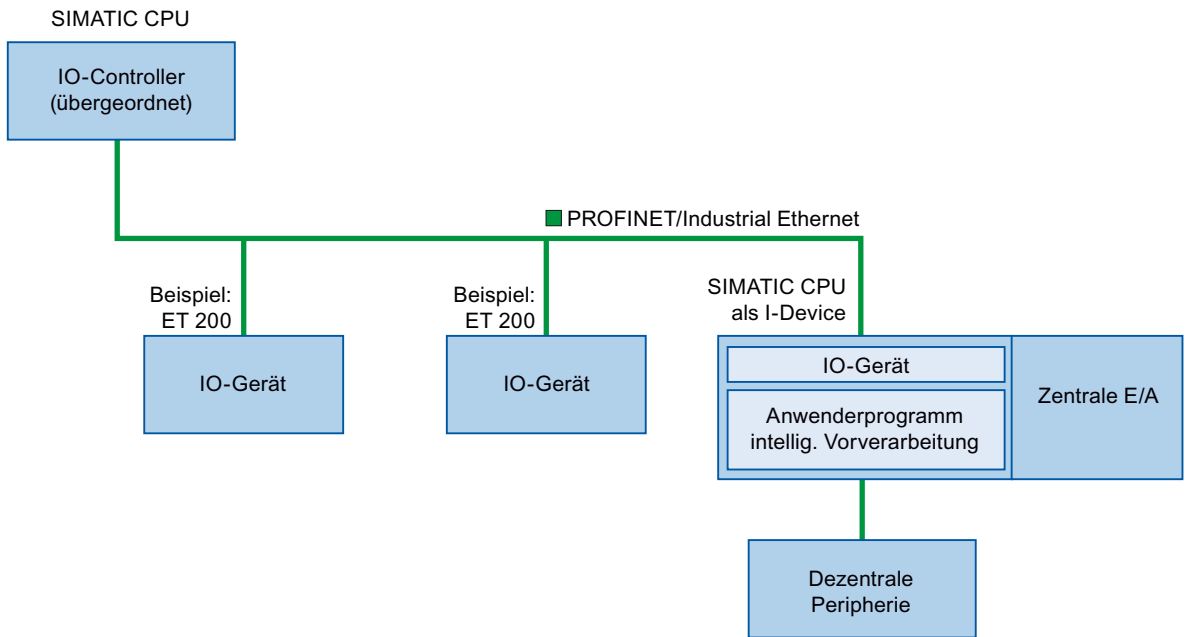 SIMATIC CPU
IO-Controller
(übergeordnet)
PROFINET/Industrial Ethernet
Beispiel:
ET 200
IO-Gerät
Beispiel:
ET 200
IO-Gerät
SIMATIC CPU
als I-Device
IO-Gerät
Anwenderprogramm
intellig. Vorverarbeitung
Zentrale E/A
Dezentrale
Peripherie